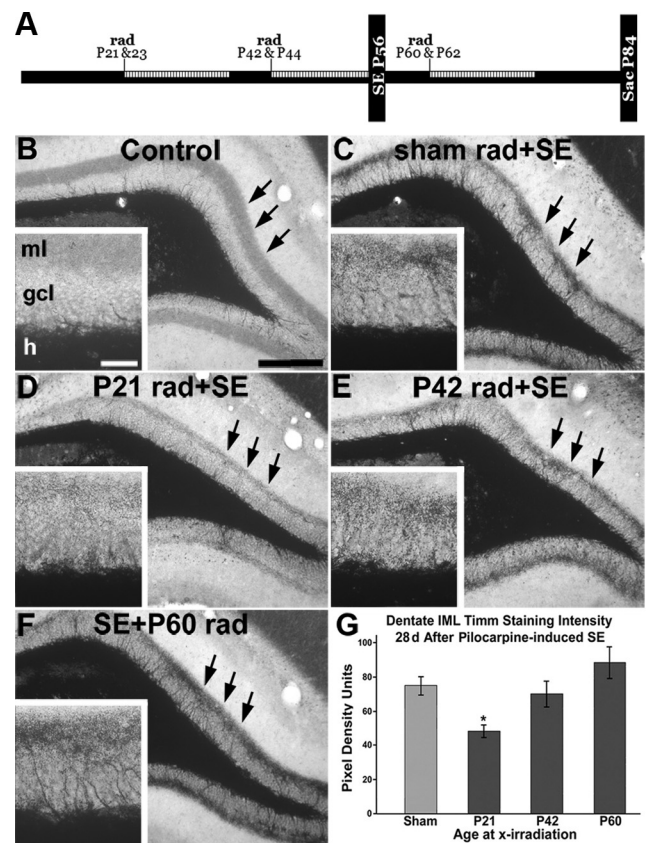 A
rad
P21 &23
rad
P42 & P44
SE P56
rad
P60 & P62
Sac P84
B
Control
ml
gcl
h
C
sham rad+SE
D
P21 rad+SE
E
P42 rad+SE
F
SE+P60 rad
G
Dentate IML Timm Staining Intensity
28d After Pilocarpine-induced SE
Pixel Density Units
100
80
60
40
20
0
*
Sham
P21
P42
P60
Age at x-irradiation